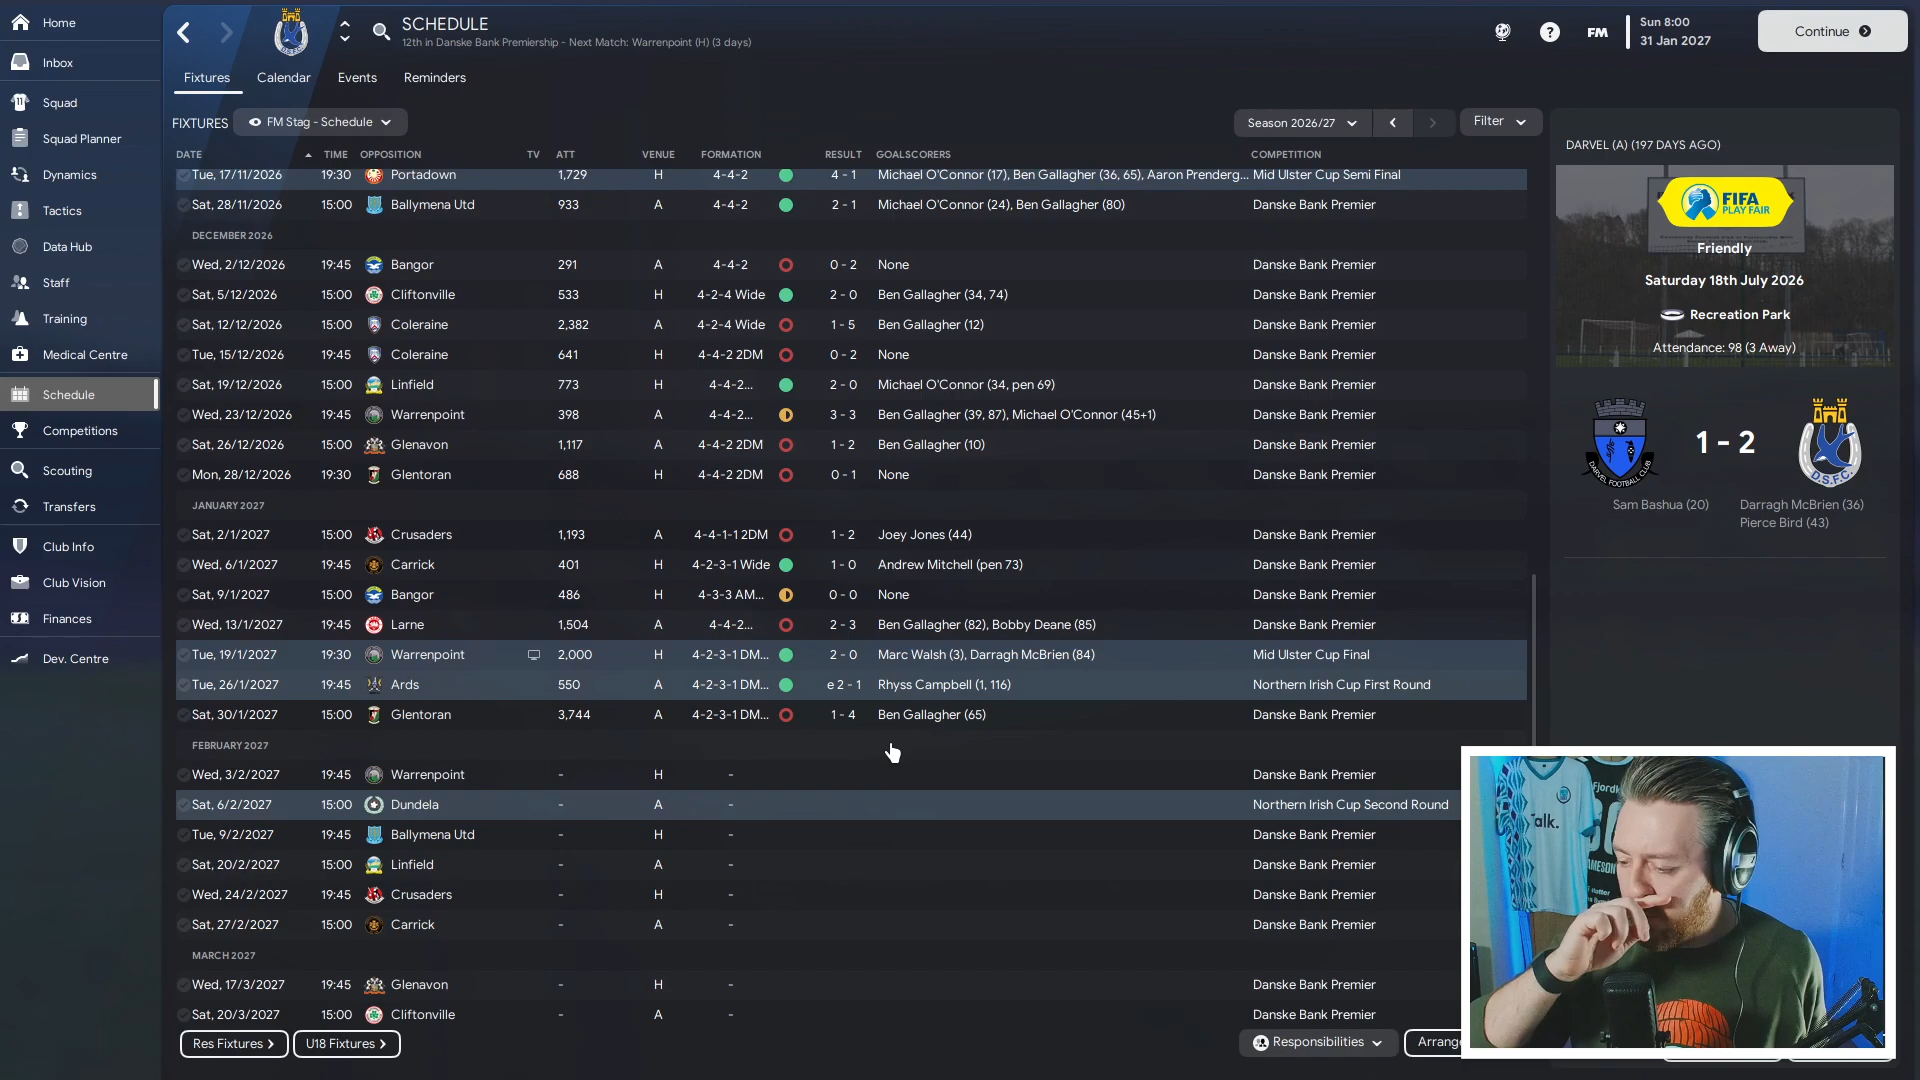 Home
Inbox
Squad
Squad Planner
Dynamics
Tactics
Data Hub
Staff
Training
Medical Centre
Schedule
Competitions
Scouting
Transfers
Club Info
Club Vision
Finances
Dev. Centre
SCHEDULE
12th in Danske Bank Premiership - Next Match: Warrenpoint (H) (3 days)
FM
Sun 8:00
31 Jan 2027
Continue
Fixtures Calendar Events Reminders
FIXTURES FM Stag - Schedule Season 2026/27 Filter
DATE TIME OPPOSITION TV ATT VENUE FORMATION RESULT GOALSCORERS COMPETITION
Tue, 17/11/2026 19:30 Portadown 1,729 H 4-4-2 4 - 1 Michael O'Connor (17), Ben Gallagher (36, 65), Aaron Prenderg... Mid Ulster Cup Semi Final
Sat, 28/11/2026 15:00 Ballymena Utd 933 A 4-4-2 2 - 1 Michael O'Connor (24), Ben Gallagher (80) Danske Bank Premier
DECEMBER 2026
Wed, 2/12/2026 19:45 Bangor 291 A 4-4-2 0 - 2 None Danske Bank Premier
Sat, 5/12/2026 15:00 Cliftonville 533 H 4-2-4 Wide 2 - 0 Ben Gallagher (34, 74) Danske Bank Premier
Sat, 12/12/2026 15:00 Coleraine 2,382 A 4-2-4 Wide 1 - 5 Ben Gallagher (12) Danske Bank Premier
Tue, 15/12/2026 19:45 Coleraine 641 H 4-4-2 2DM 0 - 2 None Danske Bank Premier
Sat, 19/12/2026 15:00 Linfield 773 H 4-4-2... 2 - 0 Michael O'Connor (34, pen 69) Danske Bank Premier
Wed, 23/12/2026 19:45 Warrenpoint 398 A 4-4-2... 3 - 3 Ben Gallagher (39, 87), Michael O'Connor (45+1) Danske Bank Premier
Sat, 26/12/2026 15:00 Glenavon 1,117 A 4-4-2 2DM 1 - 2 Ben Gallagher (10) Danske Bank Premier
Mon, 28/12/2026 19:30 Glentoran 688 H 4-4-2 2DM 0 - 1 None Danske Bank Premier
JANUARY 2027
Sat, 2/1/2027 15:00 Crusaders 1,193 A 4-4-1-1 2DM 1 - 2 Joey Jones (44) Danske Bank Premier
Wed, 6/1/2027 19:45 Carrick 401 H 4-2-3-1 Wide 1 - 0 Andrew Mitchell (pen 73) Danske Bank Premier
Sat, 9/1/2027 15:00 Bangor 486 H 4-3-3 AM... 0 - 0 None Danske Bank Premier
Wed, 13/1/2027 19:45 Larne 1,504 A 4-4-2... 2 - 3 Ben Gallagher (82), Bobby Deane (85) Danske Bank Premier
Tue, 19/1/2027 19:30 Warrenpoint 2,000 H 4-2-3-1 DM... 2 - 0 Marc Walsh (3), Darragh McBrien (84) Mid Ulster Cup Final
Tue, 26/1/2027 19:45 Ards 550 A 4-2-3-1 DM... e 2 - 1 Rhyss Campbell (1, 116) Northern Irish Cup First Round
Sat, 30/1/2027 15:00 Glentoran 3,744 A 4-2-3-1 DM... 1 - 4 Ben Gallagher (65) Danske Bank Premier
FEBRUARY 2027
Wed, 3/2/2027 19:45 Warrenpoint - H - Danske Bank Premier
Sat, 6/2/2027 15:00 Dundela - A - Northern Irish Cup Second Round
Tue, 9/2/2027 19:45 Ballymena Utd - H - Danske Bank Premier
Sat, 20/2/2027 15:00 Linfield - A - Danske Bank Premier
Wed, 24/2/2027 19:45 Crusaders - H - Danske Bank Premier
Sat, 27/2/2027 15:00 Carrick - A - Danske Bank Premier
MARCH 2027
Wed, 17/3/2027 19:45 Glenavon - H - Danske Bank Premier
Sat, 20/3/2027 15:00 Cliftonville - A - Danske Bank Premier
Res Fixtures U18 Fixtures Responsibilities Arrang
DARVEL (A) (197 DAYS AGO)
FIFA
PLAY FAIR
Friendly
Saturday 18th July 2026
Recreation Park
Attendance: 98 (3 Away)
DARVEL FOOTBALL CLUB
1 - 2
D.S.F.C.
Sam Bashua (20) Darragh McBrien (36)
Pierce Bird (43)
Fjordk
Talk.